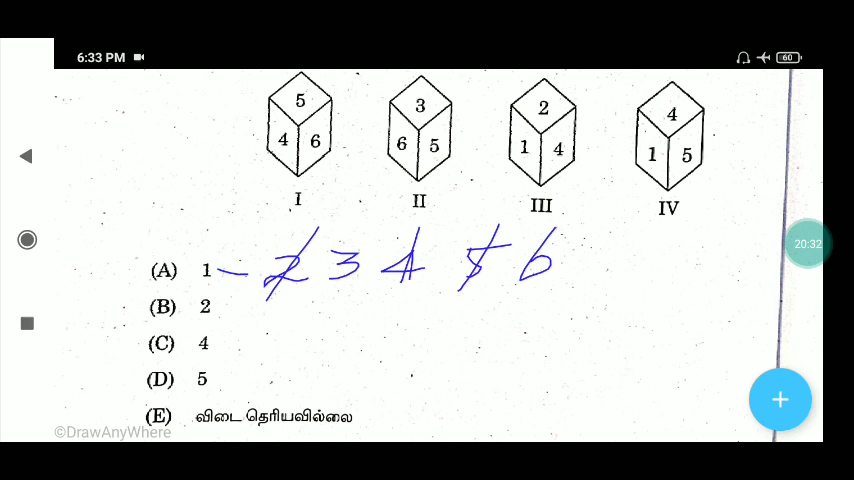 6:33 PM
60
5
4 6
3
6 5
2
1 4
4
1 5
I II III IV
20:32
(A) 1 - 2 3 4 5 6
(B) 2
(C) 4
(D) 5
(E) விடை தெரியவில்லை
©DrawAnyWhere